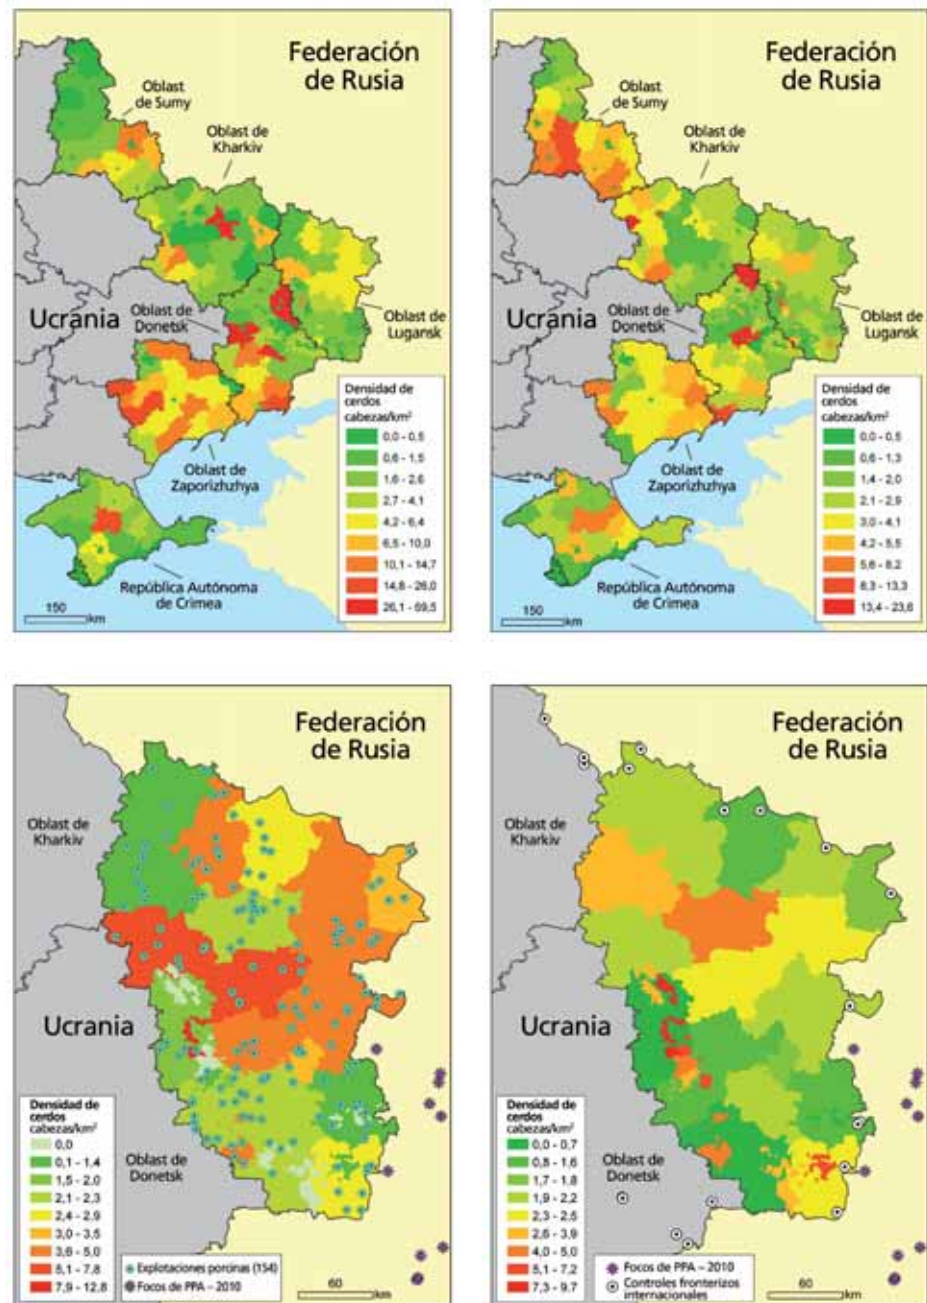 Federación
de Rusia
Oblast
de Sumy
Oblast de
Kharkiv
Ucrania
Oblast de
Donetsk
Oblast de
Lugansk
Oblast de
Zaporizhzhya
República Autónoma
de Crimea
Densidad de
cerdos
cabezas/km²
0,0 - 0,5
0,6 - 1,5
1,6 - 2,6
2,7 - 4,1
4,2 - 6,4
6,5 - 10,0
10,1 - 14,7
14,8 - 26,0
26,1 - 69,5
150
km
Federación
de Rusia
Oblast
de Sumy
Oblast de
Kharkiv
Ucrania
Oblast de
Donetsk
Oblast de
Lugansk
Oblast de
Zaporizhzhya
República Autónoma
de Crimea
Densidad de
cerdos
cabezas/km²
0,0 - 0,5
0,6 - 1,3
1,4 - 2,0
2,1 - 2,9
3,0 - 4,1
4,2 - 5,5
5,6 - 8,2
8,3 - 13,3
13,4 - 23,6
150
km
Federación
de Rusia
Oblast de
Kharkiv
Ucrania
Oblast de
Donetsk
Densidad de
cerdos
cabezas/km²
0,0
0,1 - 1,4
1,5 - 2,0
2,1 - 2,3
2,4 - 2,9
3,0 - 3,5
3,6 - 5,0
5,1 - 7,8
7,9 - 12,8
Explotaciones porcinas (154)
Focos de PPA – 2010
60
km
Federación
de Rusia
Oblast de
Kharkiv
Ucrania
Oblast de
Donetsk
Densidad de
cerdos
cabezas/km²
0,0 - 0,7
0,8 - 1,6
1,7 - 1,8
1,9 - 2,2
2,3 - 2,5
2,6 - 3,9
4,0 - 5,0
5,1 - 7,2
7,3 - 9,7
Focos de PPA – 2010
Controles fronterizos
internacionales
60
km